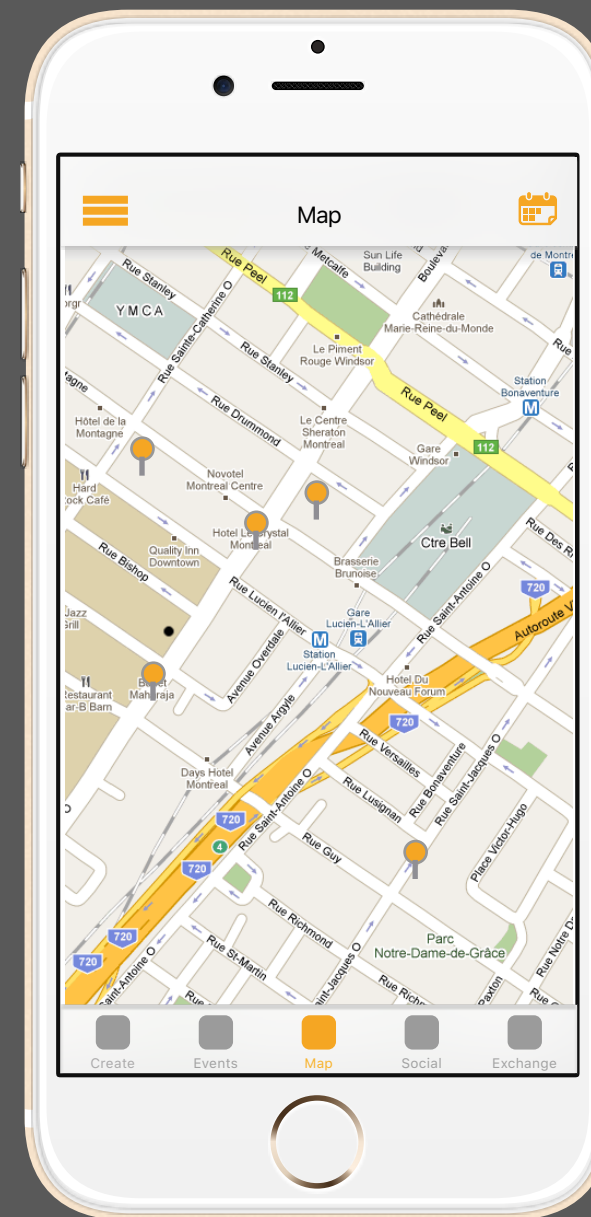 Map
Rue Stanley
Rue Peel
Metcalfe
Sun Life
Building
de Montré
112
YMCA
Rue Sainte-Catherine O
Cathédrale
Marie-Reine-du-Monde
Le Piment
Rouge Windsor
Rue Stanley
Rue
Station
Bonaventure
M
Rue Peel
Hôtel de la
Montagne
Rue Drummond
Le Centre
Sheraton
Montreal
112
Gare
Windsor
Hard
ock Café
Novotel
Montreal Centre
Hotel Le Crystal
Montreal
Ctre Bell
Quality Inn
Downtown
Rue Bishop
Brasserie
Brunoise
Rue Des
Rue Lucien l'Allier
Rue Saint-Antoine O
720
Jazz
Grill
Gare
Lucien-L'Allier
M
Station
Lucien-L'Allier
Autoroute
Avenue Overdale
Restaurant
ar-B Barn
Hotel Du
Nouveau Forum
Avenue Argyle
720
Rue Versailles
Days Hotel
Montreal
Rue Bonaventure
Rue Saint-Jacques O
Rue Saint-Antoine O
Rue Lusignan
720
4
Rue Guy
Place Victor-Hugo
720
Rue Richmond
720
Rue St-Martin
Parc
Notre-Dame-de-Grâce
720
Saint-Antoine O
int-Jacques O
Rue Notre
Paxton
Rue
Create
Events
Map
Social
Exchange